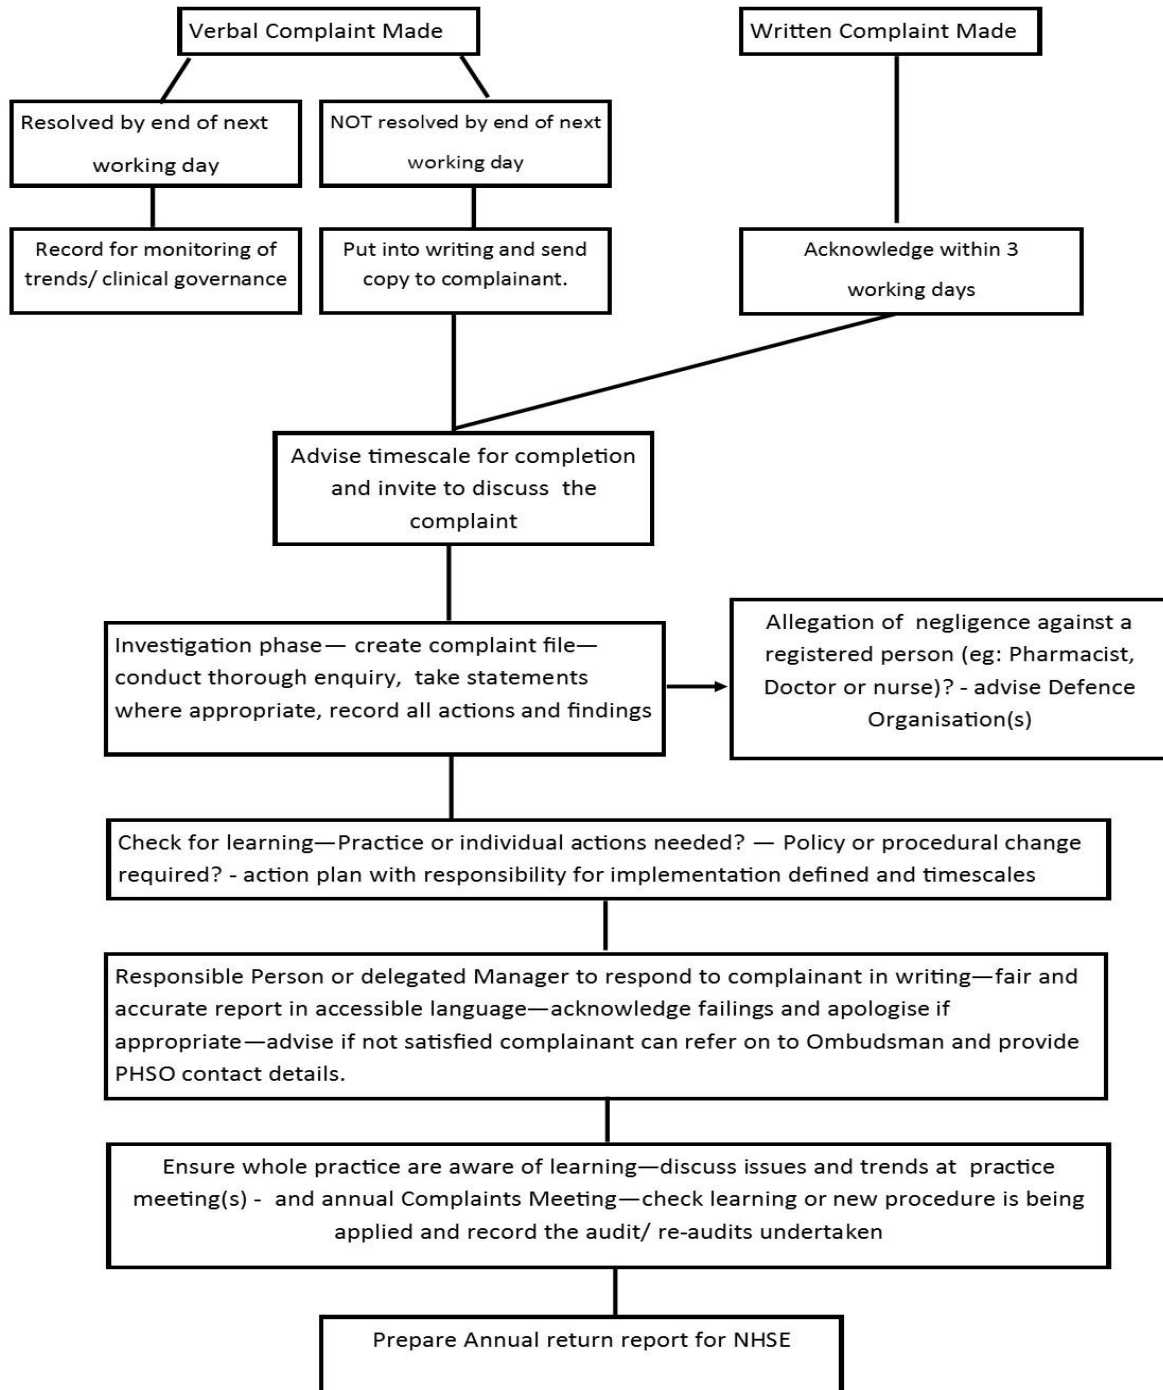 Verbal Complaint Made
Written Complaint Made
Resolved by end of next
working day
NOT resolved by end of next
working day
Record for monitoring of
trends/ clinical governance
Put into writing and send
copy to complainant.
Acknowledge within 3
working days
Advise timescale for completion
and invite to discuss the
complaint
Investigation phase— create complaint file—
conduct thorough enquiry, take statements
where appropriate, record all actions and findings
Allegation of negligence against a
registered person (eg: Pharmacist,
Doctor or nurse)? - advise Defence
Organisation(s)
Check for learning—Practice or individual actions needed? — Policy or procedural change
required? - action plan with responsibility for implementation defined and timescales
Responsible Person or delegated Manager to respond to complainant in writing—fair and
accurate report in accessible language—acknowledge failings and apologise if
appropriate—advise if not satisfied complainant can refer on to Ombudsman and provide
PHSO contact details.
Ensure whole practice are aware of learning—discuss issues and trends at practice
meeting(s) - and annual Complaints Meeting—check learning or new procedure is being
applied and record the audit/ re-audits undertaken
Prepare Annual return report for NHSE